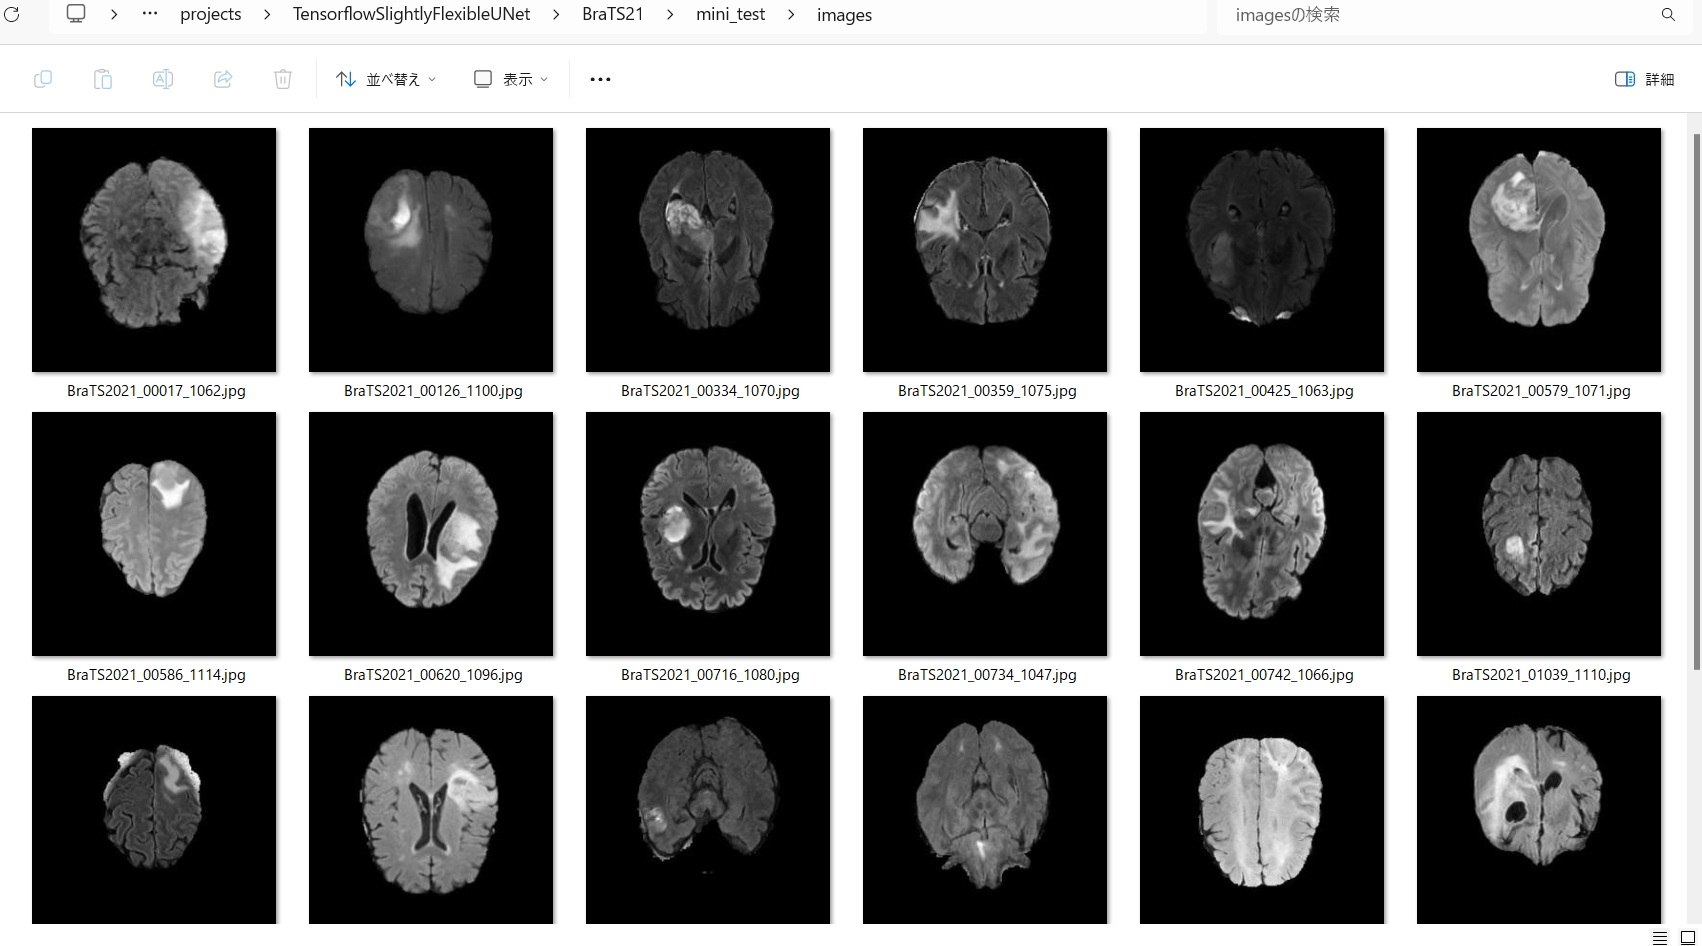 … projects > TensorflowSlightlyFlexibleUNet > BraTS21 > mini_test > images
imagesの検索
並べ替え
表示
詳細
BraTS2021_00017_1062.jpg
BraTS2021_00126_1100.jpg
BraTS2021_00334_1070.jpg
BraTS2021_00359_1075.jpg
BraTS2021_00425_1063.jpg
BraTS2021_00579_1071.jpg
BraTS2021_00586_1114.jpg
BraTS2021_00620_1096.jpg
BraTS2021_00716_1080.jpg
BraTS2021_00734_1047.jpg
BraTS2021_00742_1066.jpg
BraTS2021_01039_1110.jpg